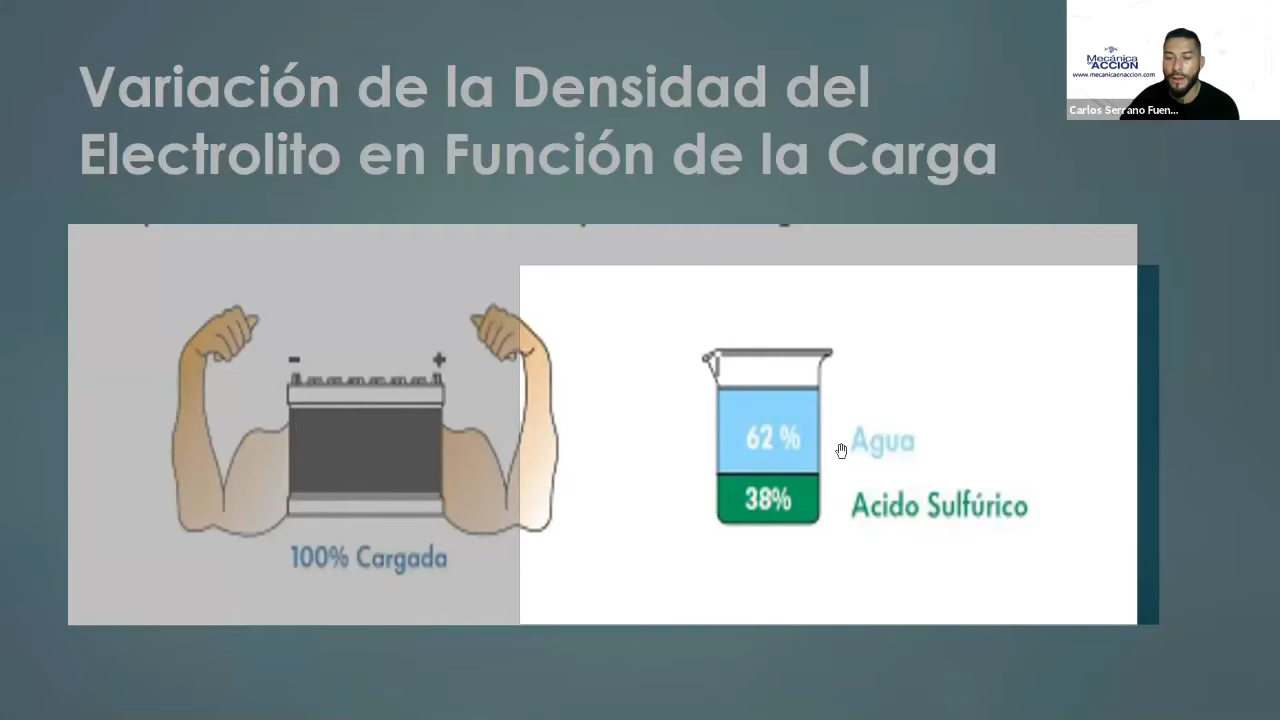 Variación de la Densidad del
Electrolito en Función de la Carga
Mecánica
en ACCIÓN
www.mecanicaenaccion.com
Carlos Serrano Fuen...
- +
62 %
Agua
38%
Acido Sulfúrico
100% Cargada